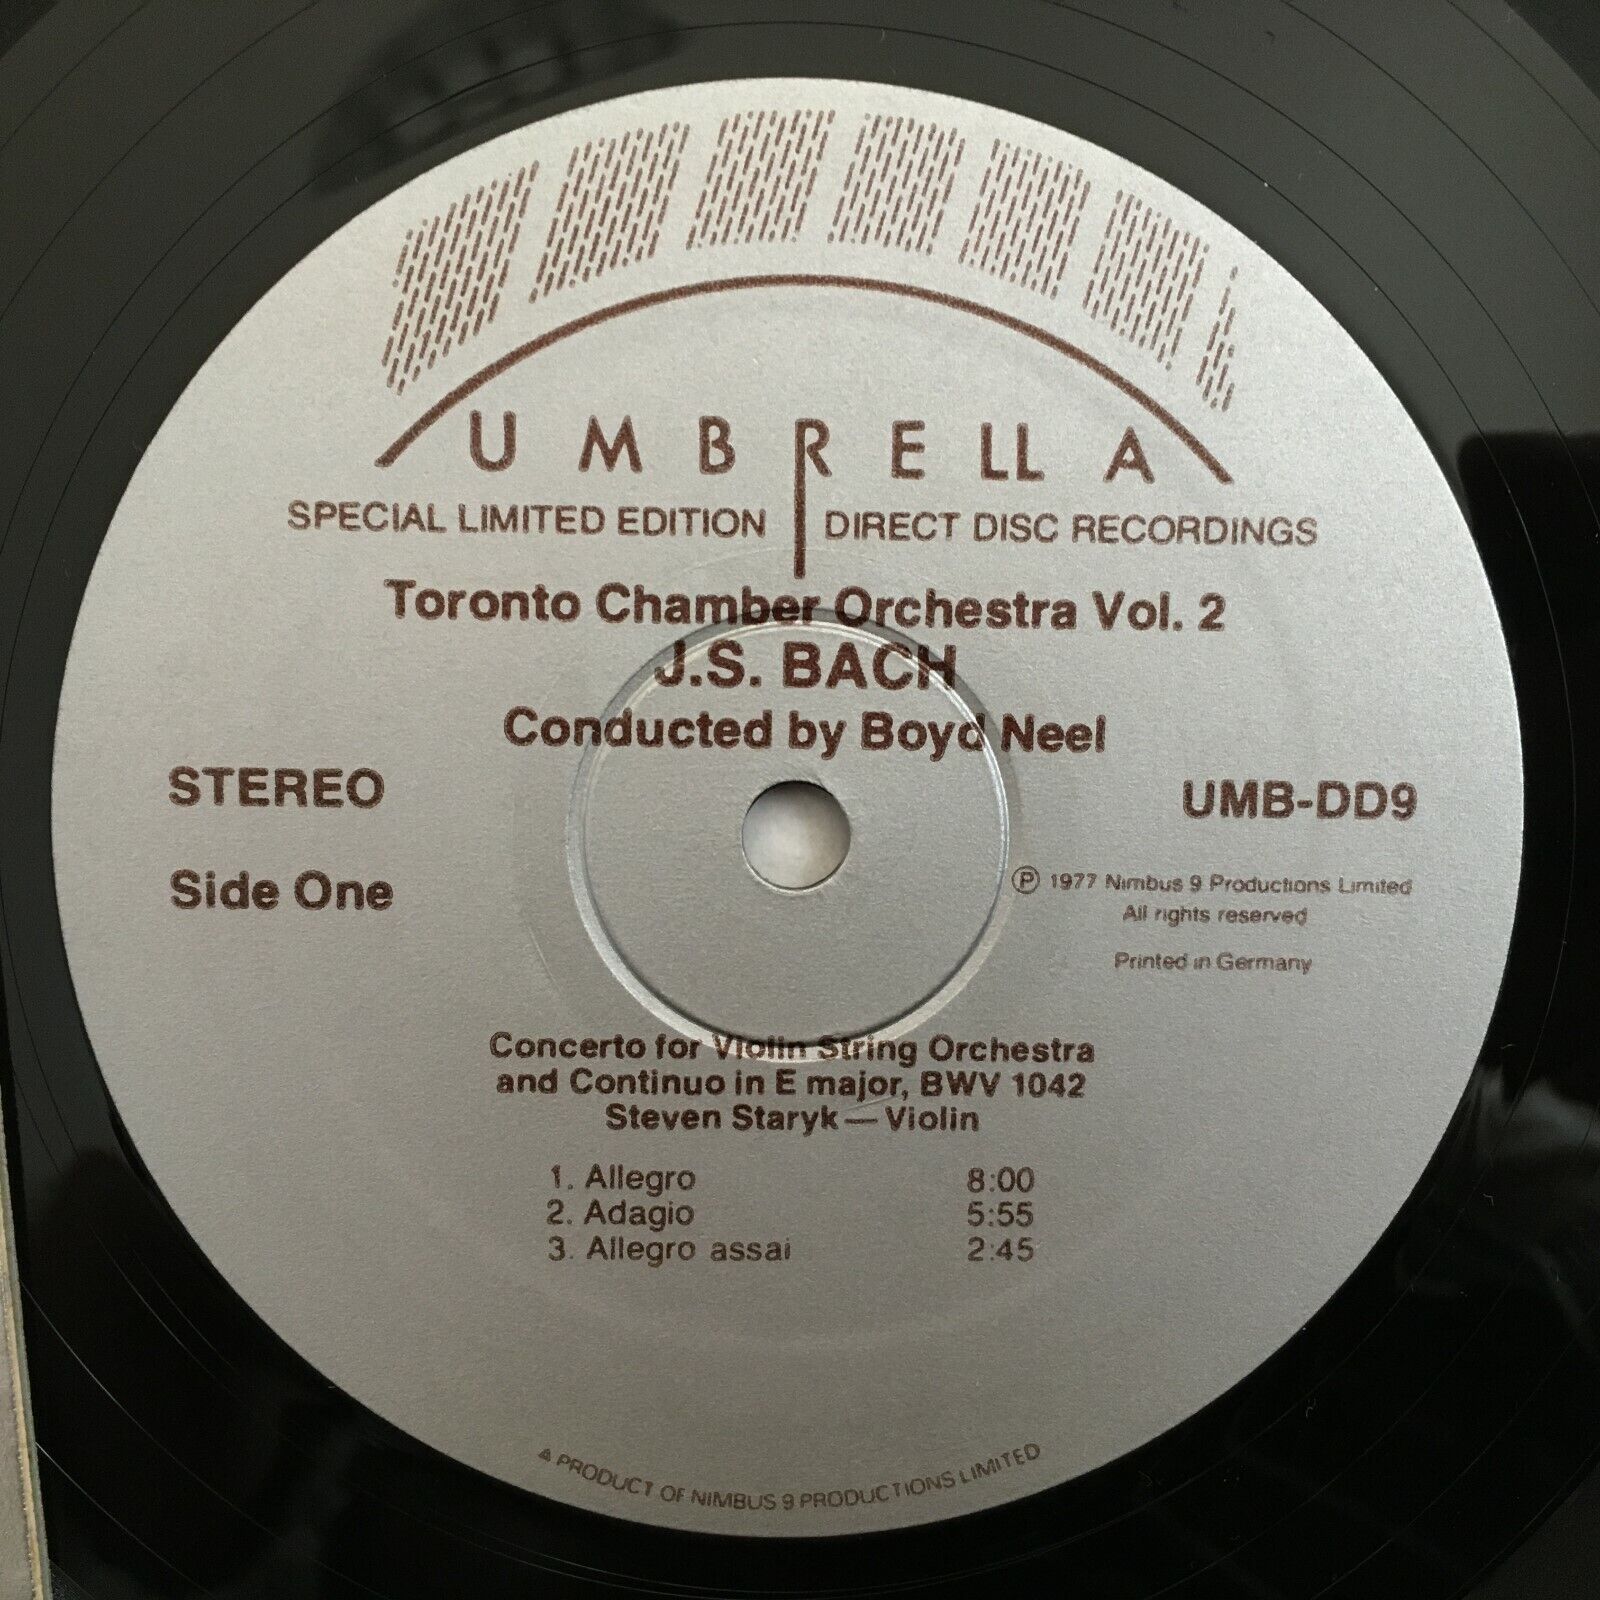 UMBRELLA
SPECIAL LIMITED EDITION DIRECT DISC RECORDINGS
Toronto Chamber Orchestra Vol. 2
J.S. BACH
Conducted by Boyd Neel
STEREO
UMB-DD9
Side One
Ⓟ 1977 Nimbus 9 Productions Limited
All rights reserved
Printed in Germany
Concerto for Violin String Orchestra
and Continuo in E major, BWV 1042
Steven Staryk — Violin
1. Allegro 8:00
2. Adagio 5:55
3. Allegro assai 2:45
A PRODUCT OF NIMBUS 9 PRODUCTIONS LIMITED